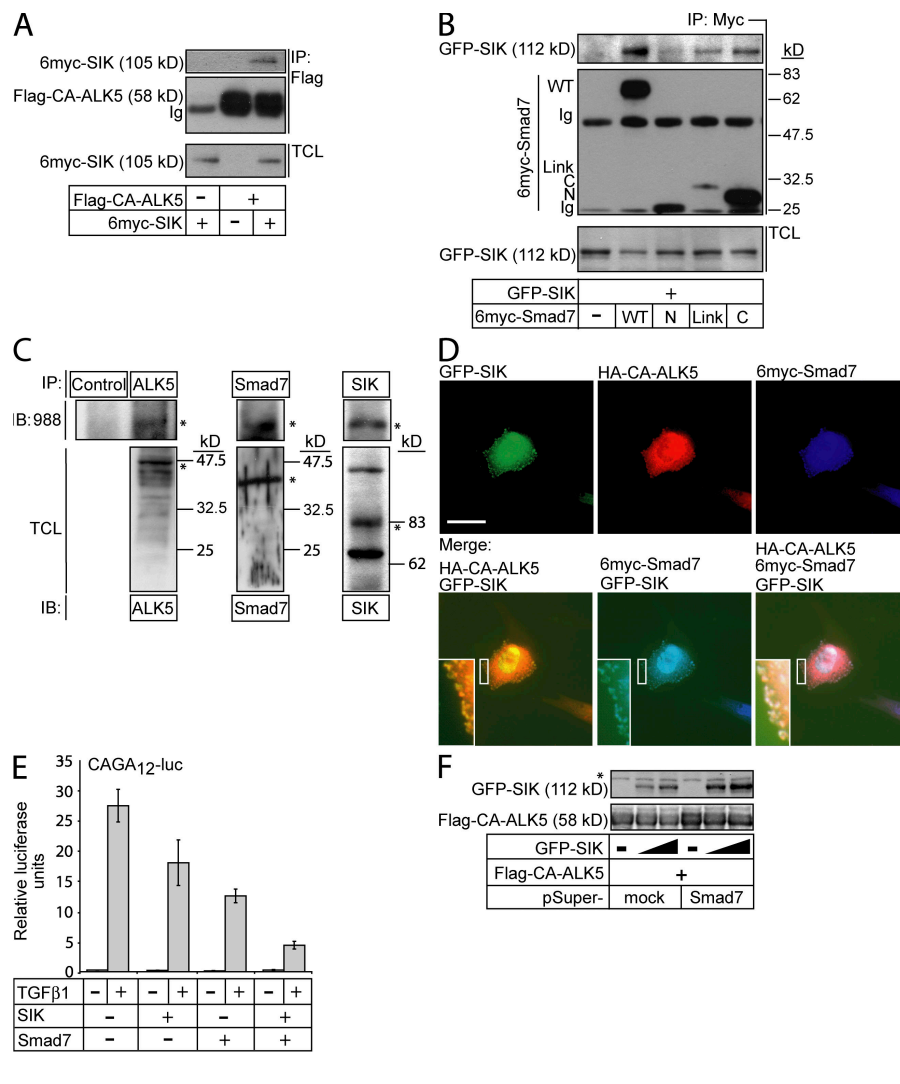 A
6myc-SIK (105 kD)
IP:
Flag
Flag-CA-ALK5 (58 kD)
Ig
6myc-SIK (105 kD)
TCL
Flag-CA-ALK5 - +
6myc-SIK + - +
B
IP: Myc
GFP-SIK (112 kD)
kD
6myc-Smad7
WT
Ig
Link
C
N
Ig
83
62
47.5
32.5
25
GFP-SIK (112 kD)
TCL
GFP-SIK +
6myc-Smad7 - WT N Link C
C
IP: Control ALK5 Smad7 SIK
IB: 988 * * *
kD kD kD
TCL
47.5
*
32.5
25
47.5
*
32.5
25
83
*
62
IB: ALK5 Smad7 SIK
D
GFP-SIK HA-CA-ALK5 6myc-Smad7
Merge:
HA-CA-ALK5
GFP-SIK
6myc-Smad7
GFP-SIK
HA-CA-ALK5
6myc-Smad7
GFP-SIK
E
CAGA12-luc
Relative luciferase
units
35
30
25
20
15
10
5
0
TGFβ1 - + - + - + - +
SIK - + - +
Smad7 - - + +
F
*
GFP-SIK (112 kD)
Flag-CA-ALK5 (58 kD)
GFP-SIK - -
Flag-CA-ALK5 +
pSuper- mock Smad7